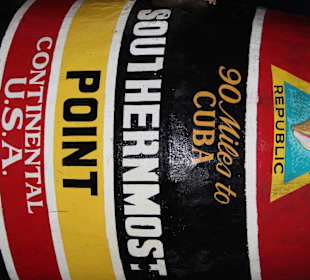 REPUBLIC
90 Miles to
CUBA
SOUTHERNMOST
POINT
CONTINENTAL
U.S.A.